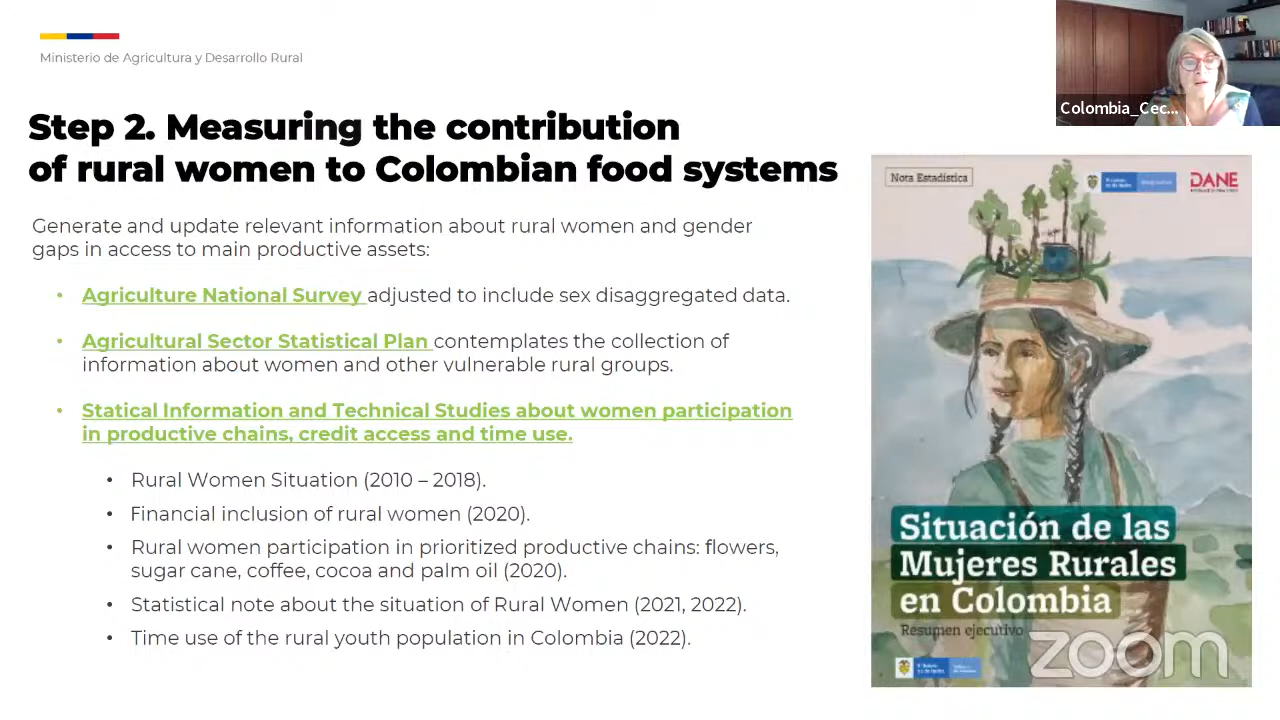 Ministerio de Agricultura y Desarrollo Rural
Colombia_Cec...
Step 2. Measuring the contribution
of rural women to Colombian food systems
Generate and update relevant information about rural women and gender
gaps in access to main productive assets:
• Agriculture National Survey adjusted to include sex disaggregated data.
• Agricultural Sector Statistical Plan contemplates the collection of
information about women and other vulnerable rural groups.
• Statical Information and Technical Studies about women participation
in productive chains, credit access and time use.
• Rural Women Situation (2010 – 2018).
• Financial inclusion of rural women (2020).
• Rural women participation in prioritized productive chains: flowers,
sugar cane, coffee, cocoa and palm oil (2020).
• Statistical note about the situation of Rural Women (2021, 2022).
• Time use of the rural youth population in Colombia (2022).
Nota Estadística
DANE
Situación de las
Mujeres Rurales
en Colombia
Resumen ejecutivo
zoom